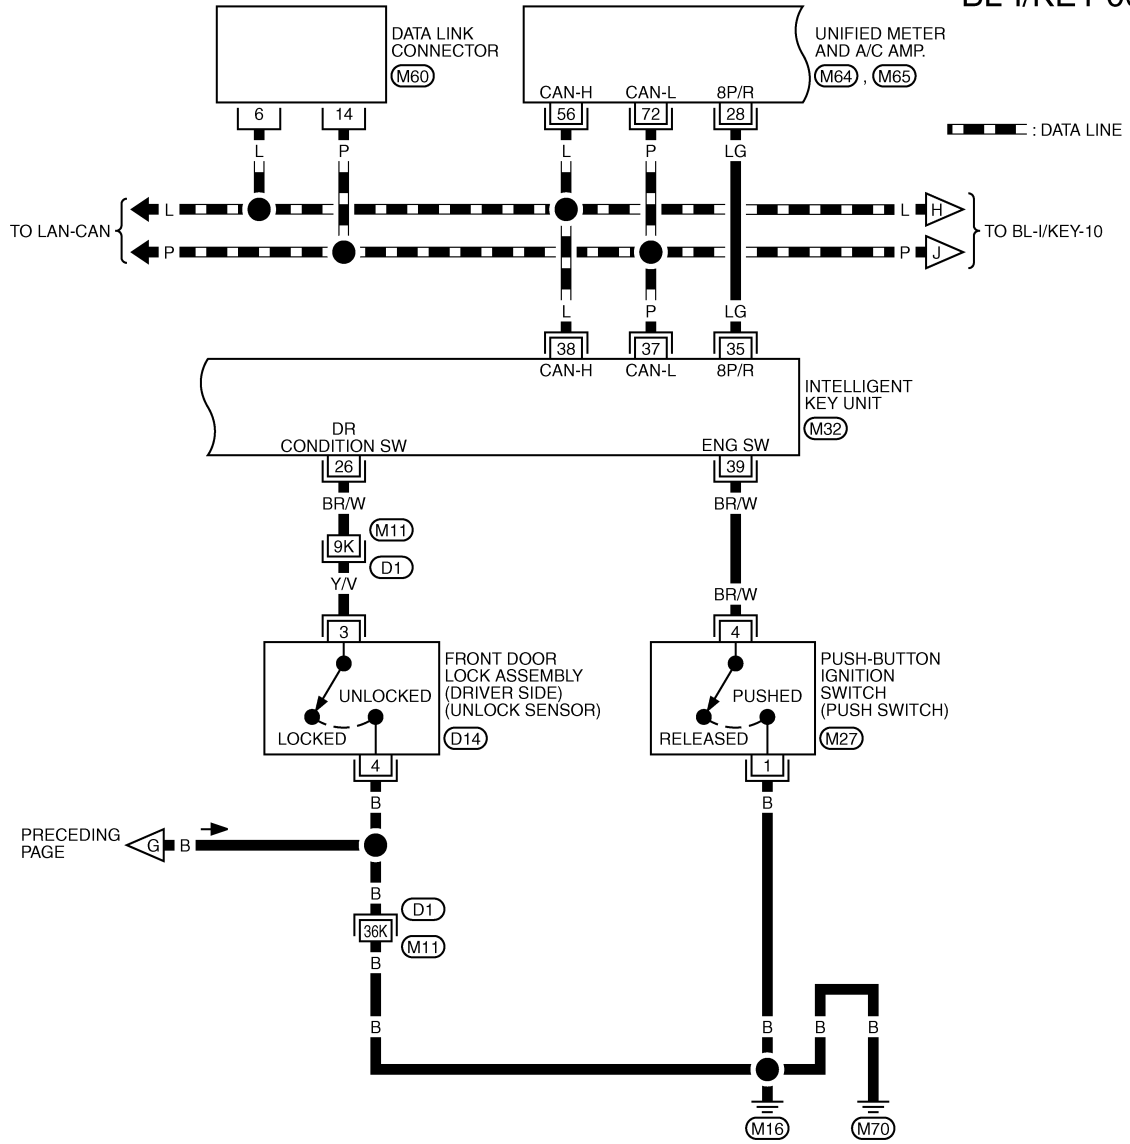 DATA LINK
CONNECTOR
M60
UNIFIED METER
AND A/C AMP.
M64 , M65
CAN-H CAN-L 8P/R
6 14 56 72 28
: DATA LINE
L P L P LG
L L H
TO LAN-CAN TO BL-I/KEY-10
P P J
L P LG
38 37 35
CAN-H CAN-L 8P/R
INTELLIGENT
KEY UNIT
M32
DR
CONDITION SW
ENG SW
26 39
BR/W BR/W
M11
9K
D1
Y/V BR/W
3 4
FRONT DOOR
LOCK ASSEMBLY
(DRIVER SIDE)
(UNLOCK SENSOR)
D14
UNLOCKED
LOCKED
PUSH-BUTTON
IGNITION
SWITCH
(PUSH SWITCH)
M27
PUSHED
RELEASED
4 1
B B
PRECEDING
PAGE
G B
B
D1
36K
M11
B
B B B B
M16 M70